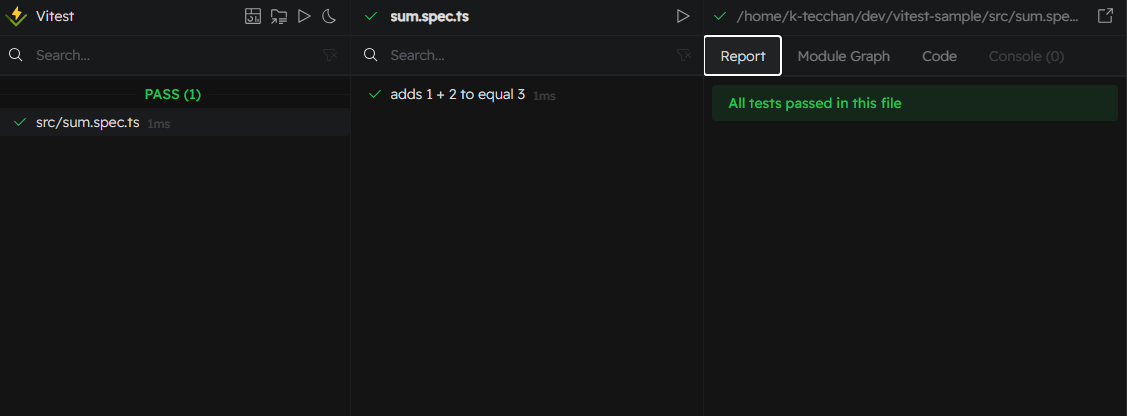 Vitest
Search...
PASS (1)
src/sum.spec.ts 1ms
sum.spec.ts
Search...
adds 1 + 2 to equal 3 1ms
/home/k-tecchan/dev/vitest-sample/src/sum.spe...
Report Module Graph Code Console (0)
All tests passed in this file